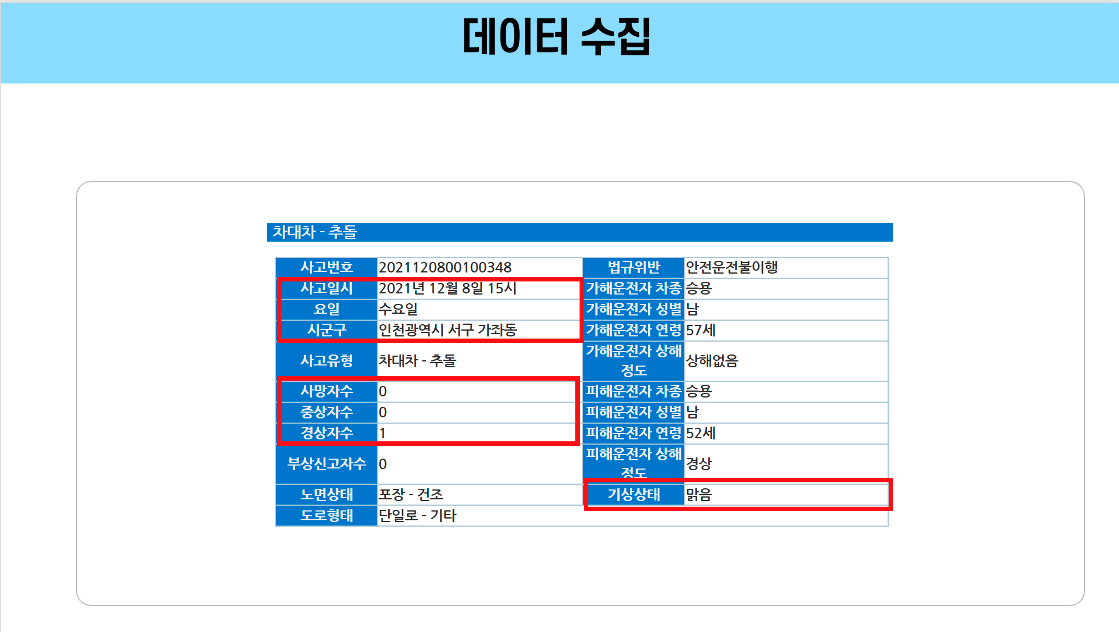 데이터 수집
차대차 - 추돌
사고번호 2021120800100348 법규위반 안전운전불이행
사고일시 2021년 12월 8일 15시 가해운전자 차종 승용
요일 수요일 가해운전자 성별 남
시군구 인천광역시 서구 가좌동 가해운전자 연령 57세
사고유형 차대차 - 추돌 가해운전자 상해
정도 상해없음
사망자수 0 피해운전자 차종 승용
중상자수 0 피해운전자 성별 남
경상자수 1 피해운전자 연령 52세
부상신고자수 0 피해운전자 상해
정도 경상
노면상태 포장 - 건조 기상상태 맑음
도로형태 단일로 - 기타